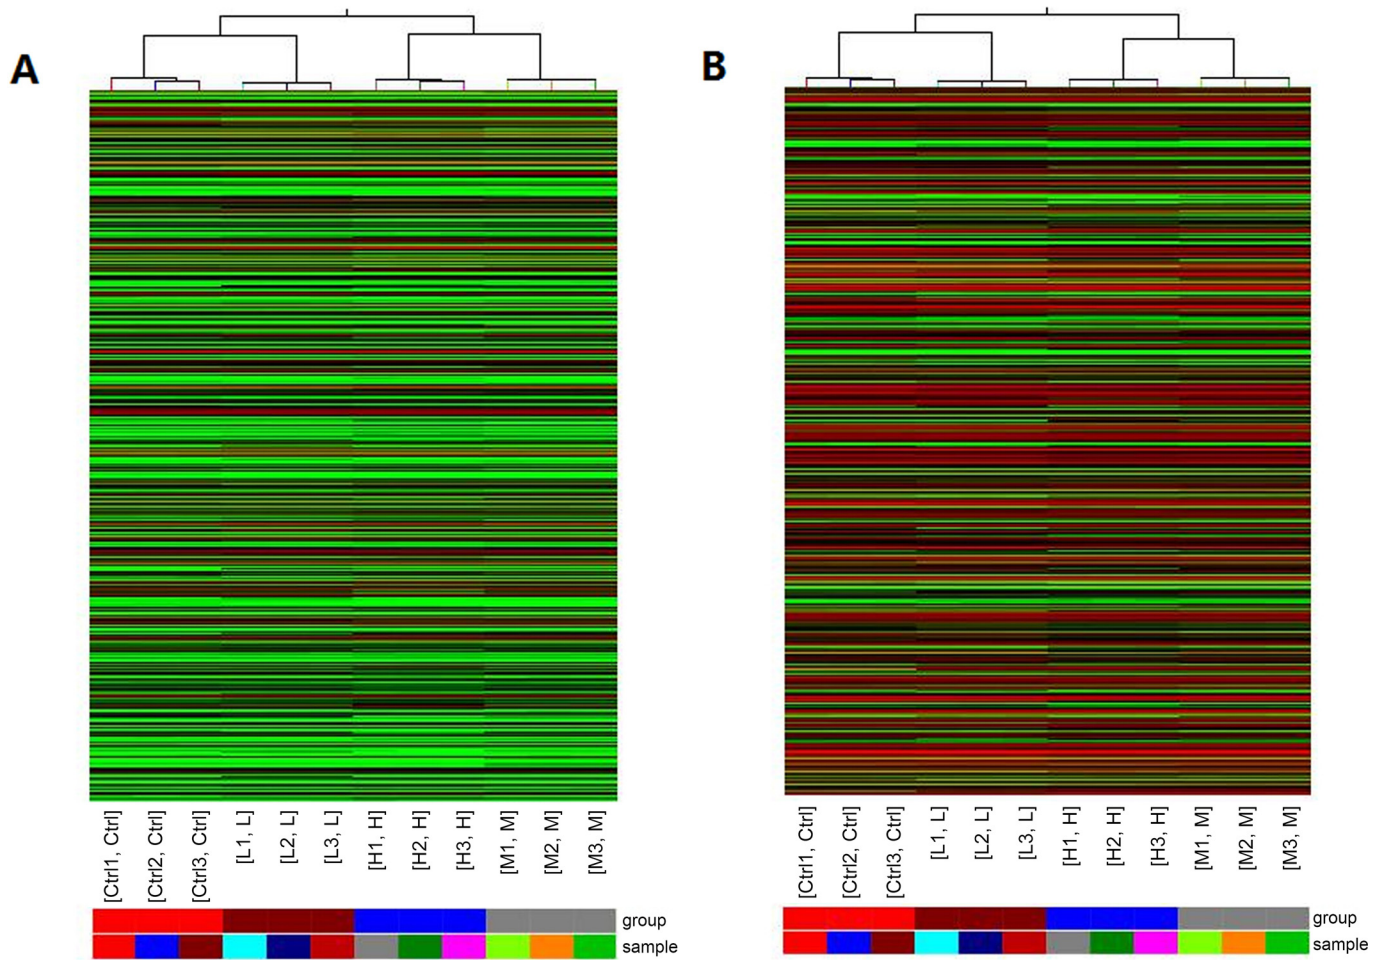 A
B
[Ctrl1, Ctrl]
[Ctrl2, Ctrl]
[Ctrl3, Ctrl]
[L1, L]
[L2, L]
[L3, L]
[H1, H]
[H2, H]
[H3, H]
[M1, M]
[M2, M]
[M3, M]
group
sample
[Ctrl1, Ctrl]
[Ctrl2, Ctrl]
[Ctrl3, Ctrl]
[L1, L]
[L2, L]
[L3, L]
[H1, H]
[H2, H]
[H3, H]
[M1, M]
[M2, M]
[M3, M]
group
sample